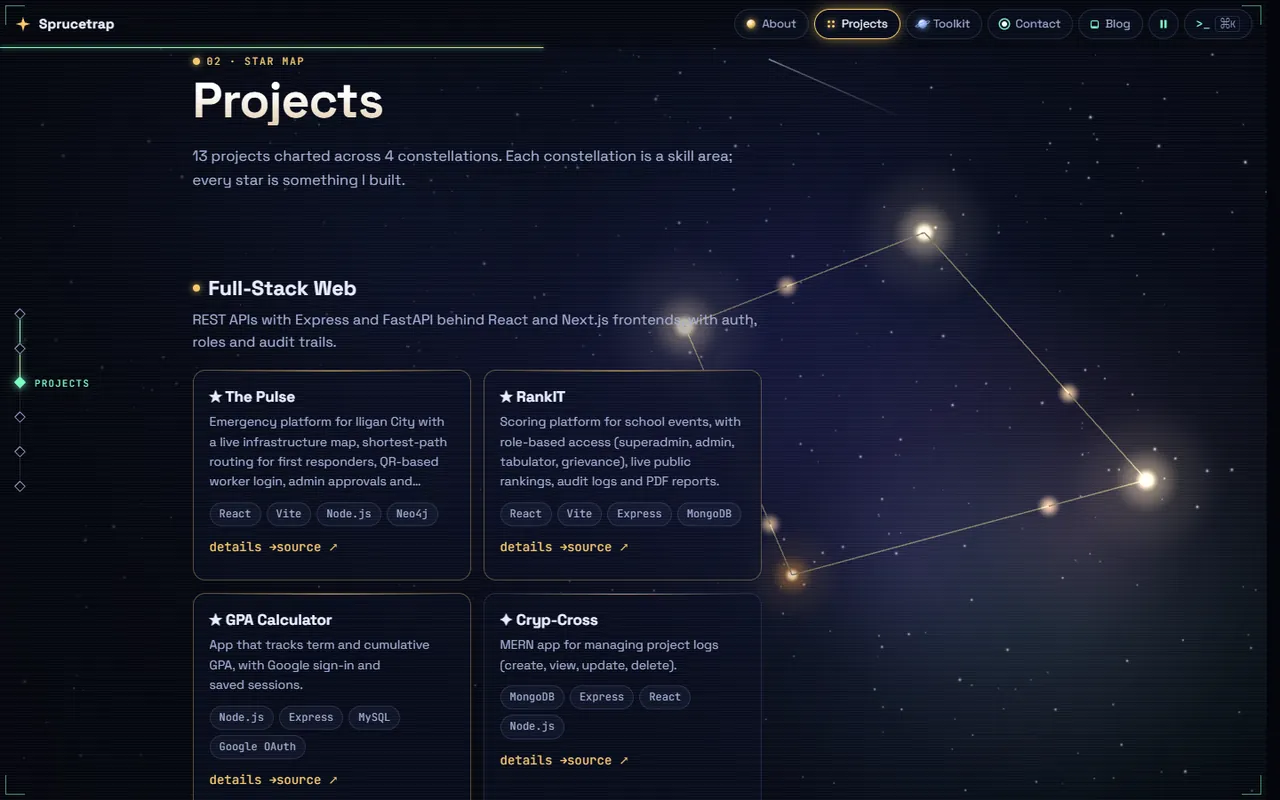 Sprucetrap
About
Projects
Toolkit
Contact
Blog
>_ ⌘K
02 · STAR MAP
Projects
13 projects charted across 4 constellations. Each constellation is a skill area;
every star is something I built.
Full-Stack Web
REST APIs with Express and FastAPI behind React and Next.js frontends with auth,
roles and audit trails.
PROJECTS
★ The Pulse
Emergency platform for Iligan City with
a live infrastructure map, shortest-path
routing for first responders, QR-based
worker login, admin approvals and…
React Vite Node.js Neo4j
details →source ↗
★ RankIT
Scoring platform for school events, with
role-based access (superadmin, admin,
tabulator, grievance), live public
rankings, audit logs and PDF reports.
React Vite Express MongoDB
details →source ↗
★ GPA Calculator
App that tracks term and cumulative
GPA, with Google sign-in and
saved sessions.
Node.js Express MySQL
Google OAuth
details →source ↗
✦ Cryp-Cross
MERN app for managing project logs
(create, view, update, delete).
MongoDB Express React
Node.js
details →source ↗